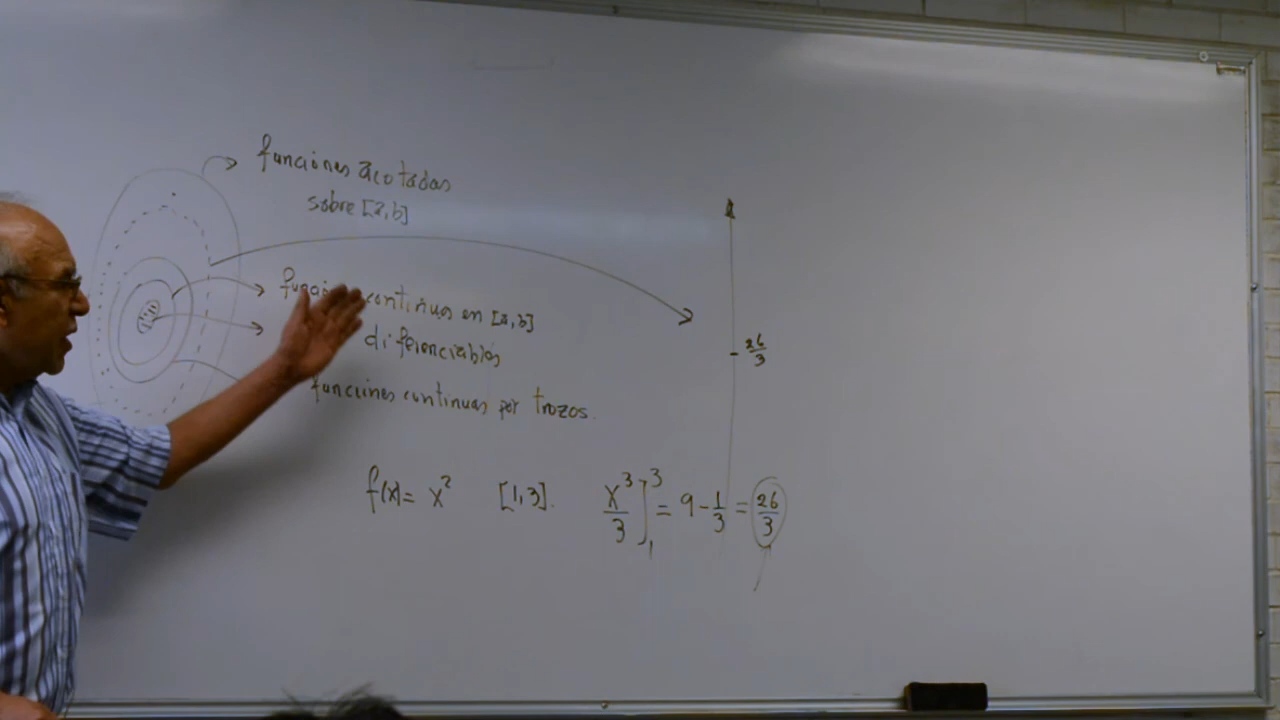 funciones acotadas
sobre [a,b]
continuas en [a,b]
diferenciables
funciones continuas por trozos.
26/3
f(x)= x² [1,3]. x³/3]₁³ = 9 - 1/3 = 26/3